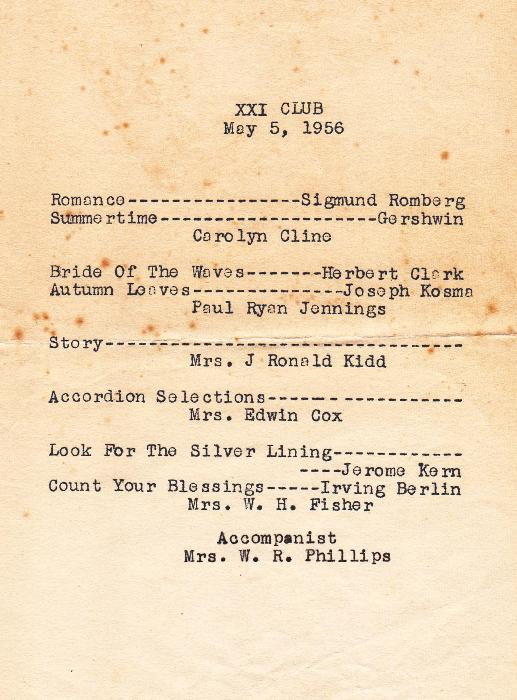 XXI CLUB
May 5, 1956
Romance-----------------Sigmund Romberg
Summertime---------------------Gershwin
Carolyn Cline
Bride Of The Waves-------Herbert Clark
Autumn Leaves---------------Joseph Kosma
Paul Ryan Jennings
Story-----------------------------------
Mrs. J Ronald Kidd
Accordion Selections------- ------------
Mrs. Edwin Cox
Look For The Silver Lining------------
----Jerome Kern
Count Your Blessings-----Irving Berlin
Mrs. W. H. Fisher
Accompanist
Mrs. W. R. Phillips